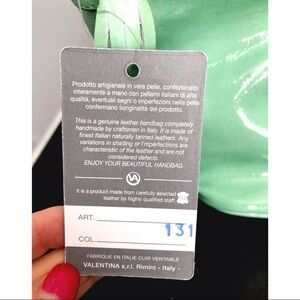 Prodotto artigianale in vera pelle, confezionato
interamente a mano con pellami italiani di alta
qualità, eventuali segni o imperfezioni nella pelle
confermano l'originalità del prodotto.
This is a genuine leather handbag completely
handmade by craftsmen in Italy. It is made of
finest Italian naturally tanned leathers. Any
variations in shading or l'imperfections are
characteristic of the leather and are not
considered defects.
ENJOY YOUR BEAUTIFUL HANDBAG
VA
It is a product made from carefully selected
leather by highly qualified staff
ART. 131
COL.
FABRIQUE EN ITALIE CUIR VERITABLE
VALENTINA s.r.l. Rimini - Italy -